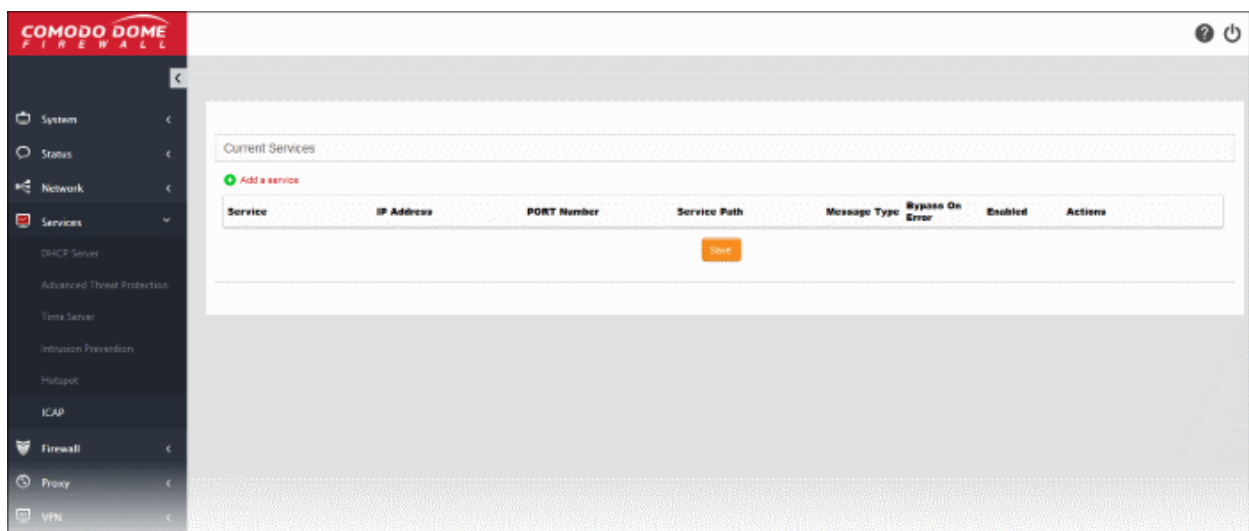 COMODO DOME
FIREWALL
System
Status
Network
Services
DHCP Server
Advanced Threat Protection
Time Server
Intrusion Prevention
Hotspot
ICAP
Firewall
Proxy
VPN
Current Services
Add a service
Service IP Address PORT Number Service Path Message Type Bypass On Error Enabled Actions
Save